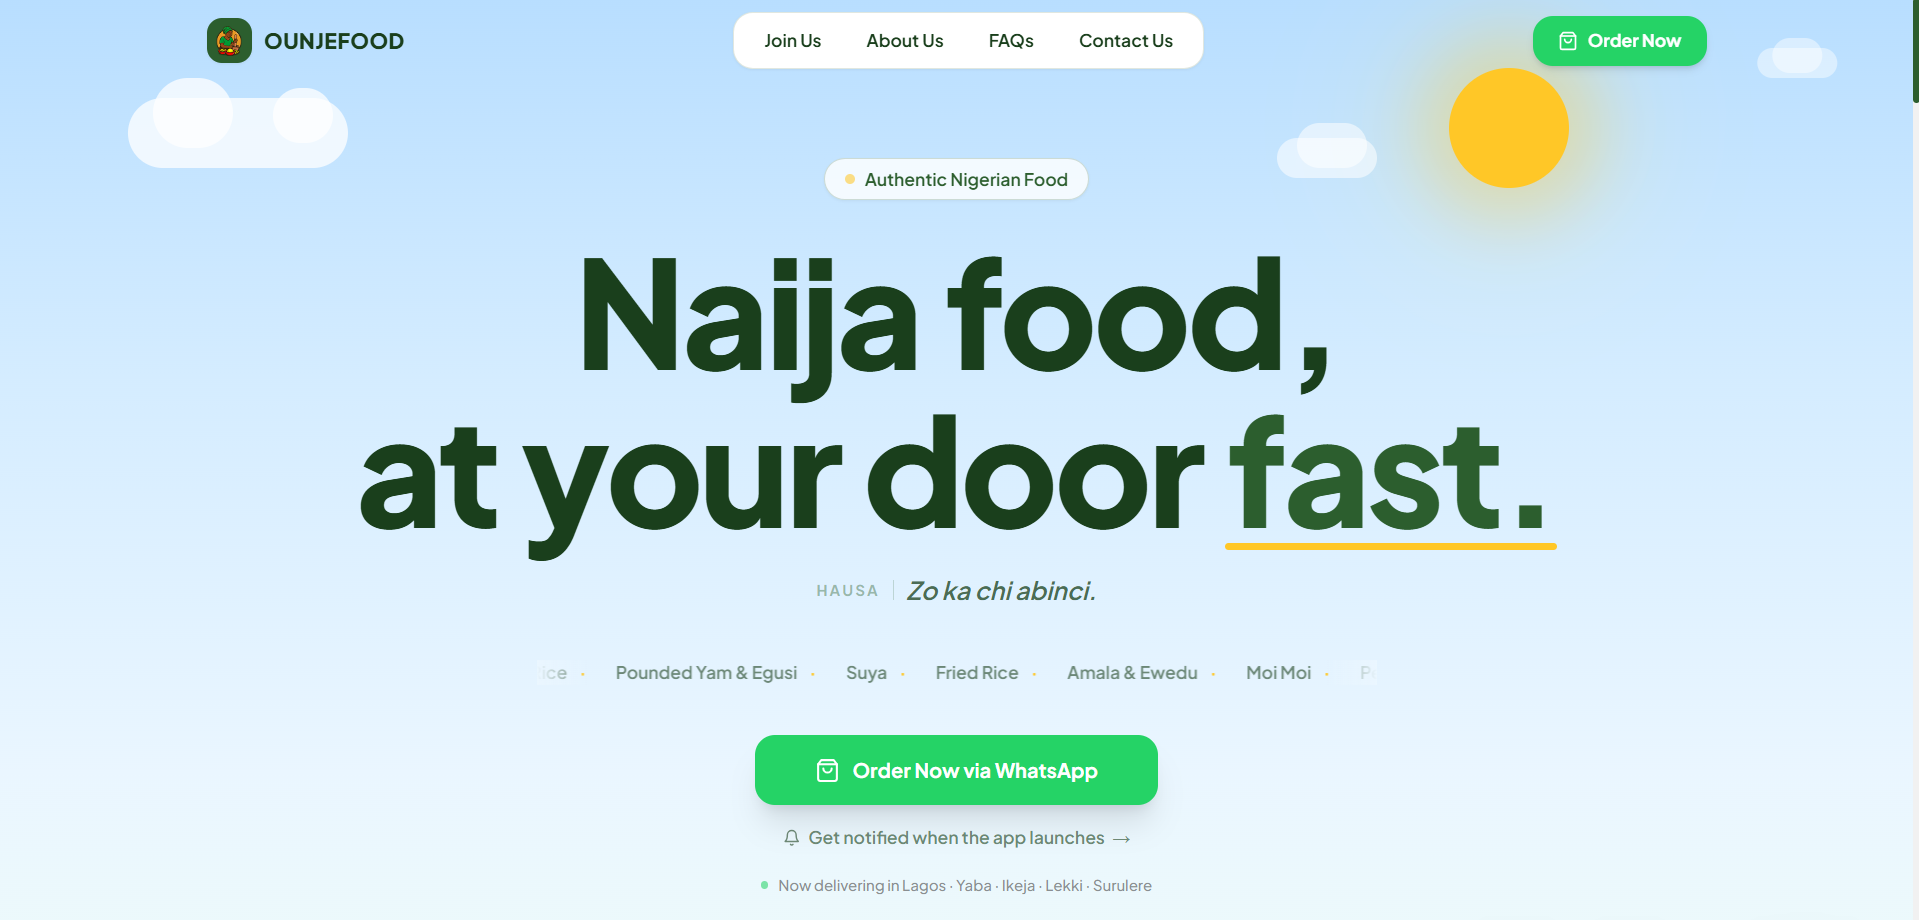 OUNJEFOOD
Join Us
About Us
FAQs
Contact Us
Order Now
Authentic Nigerian Food
Naija food,
at your door fast.
HAUSA
Zo ka chi abinci.
ice · Pounded Yam & Egusi · Suya · Fried Rice · Amala & Ewedu · Moi Moi ·
Order Now via WhatsApp
Get notified when the app launches →
Now delivering in Lagos · Yaba · Ikeja · Lekki · Surulere